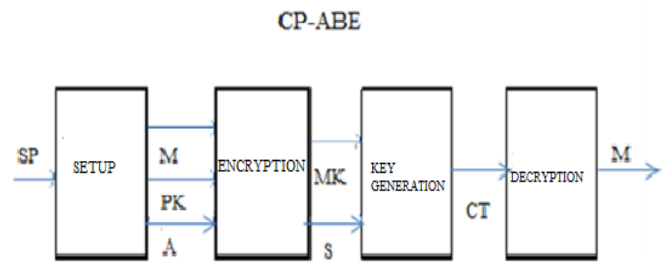 CP-ABE
SP
SETUP
M
PK
A
ENCRYPTION
MK
S
KEY
GENERATION
CT
DECRYPTION
M